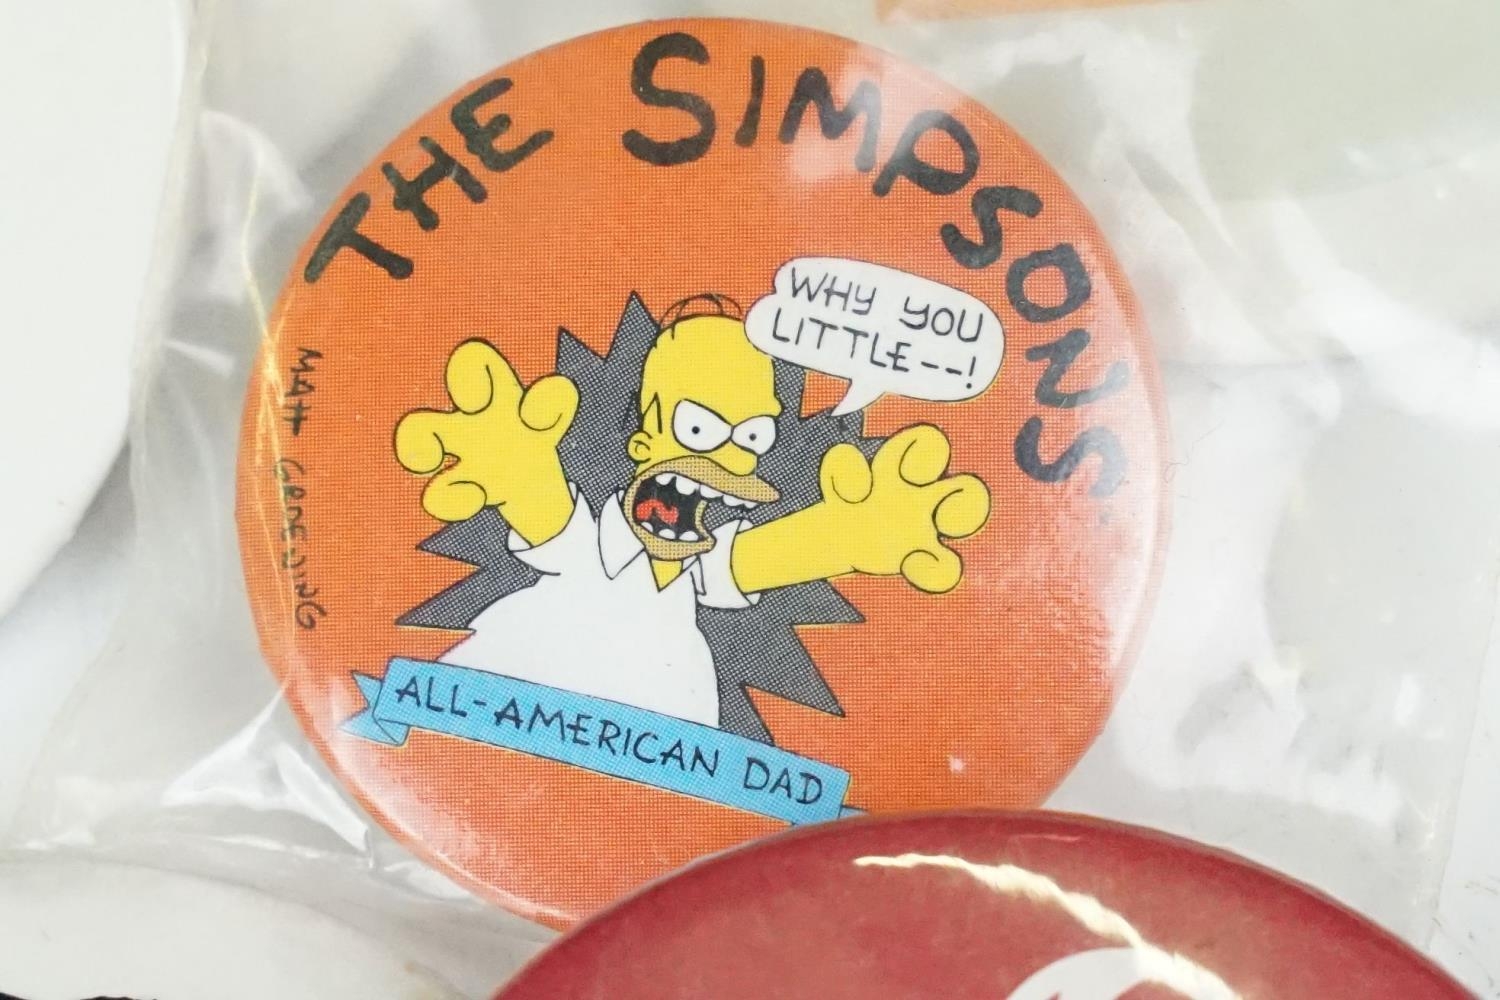 THE SIMPSONS
WHY YOU
LITTLE--!
MATT GROENING
ALL-AMERICAN DAD